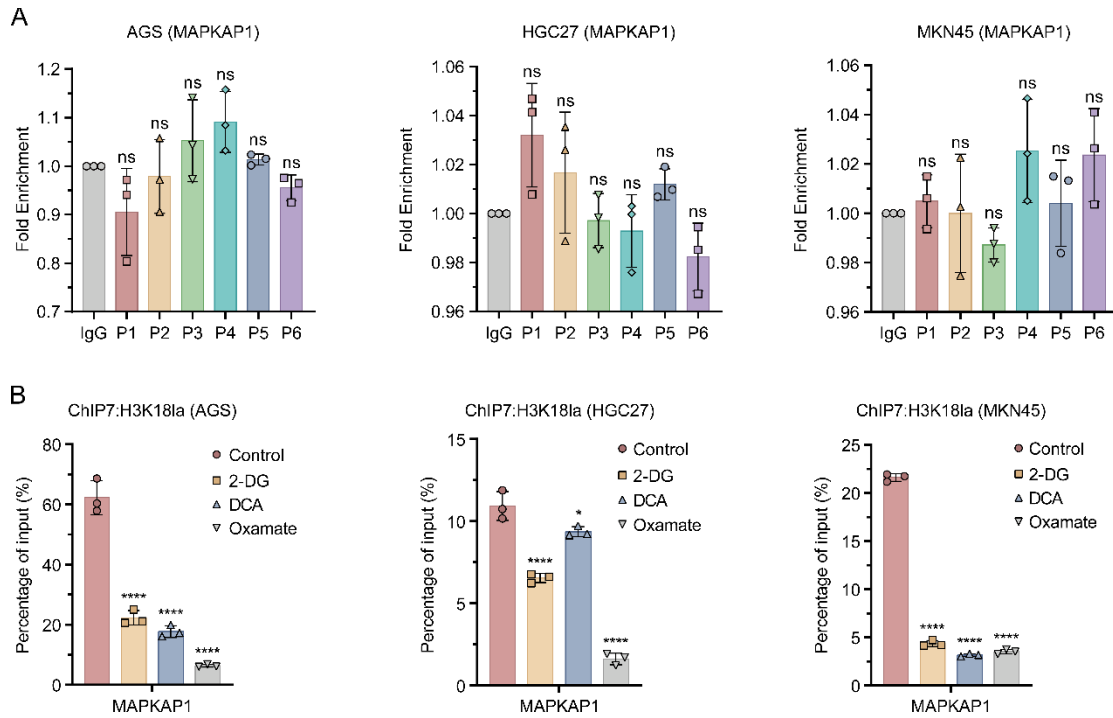 A
AGS (MAPKAP1)
Fold Enrichment
1.2
1.1
1.0
0.9
0.8
0.7
ns
ns
ns
ns
ns
ns
IgG P1 P2 P3 P4 P5 P6
HGC27 (MAPKAP1)
Fold Enrichment
1.06
1.04
1.02
1.00
0.98
0.96
ns
ns
ns
ns
ns
ns
IgG P1 P2 P3 P4 P5 P6
MKN45 (MAPKAP1)
Fold Enrichment
1.06
1.04
1.02
1.00
0.98
0.96
ns
ns
ns
ns
ns
ns
IgG P1 P2 P3 P4 P5 P6
B
ChIP7:H3K18la (AGS)
Percentage of input (%)
80
60
40
20
0
Control
2-DG
DCA
Oxamate
****
****
****
MAPKAP1
ChIP7:H3K18la (HGC27)
Percentage of input (%)
15
10
5
0
Control
2-DG
DCA
Oxamate
****
*
****
MAPKAP1
ChIP7:H3K18la (MKN45)
Percentage of input (%)
25
20
15
10
5
0
Control
2-DG
DCA
Oxamate
****
****
****
MAPKAP1